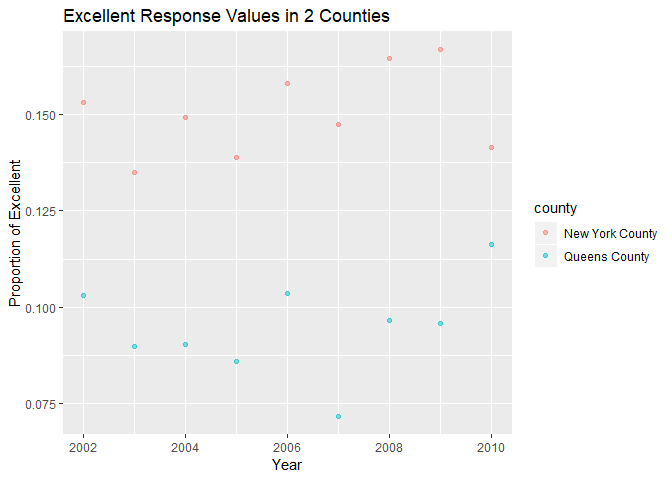 Excellent Response Values in 2 Counties
Proportion of Excellent
0.150
0.125
0.100
0.075
2002 2004 2006 2008 2010
Year
county
New York County
Queens County